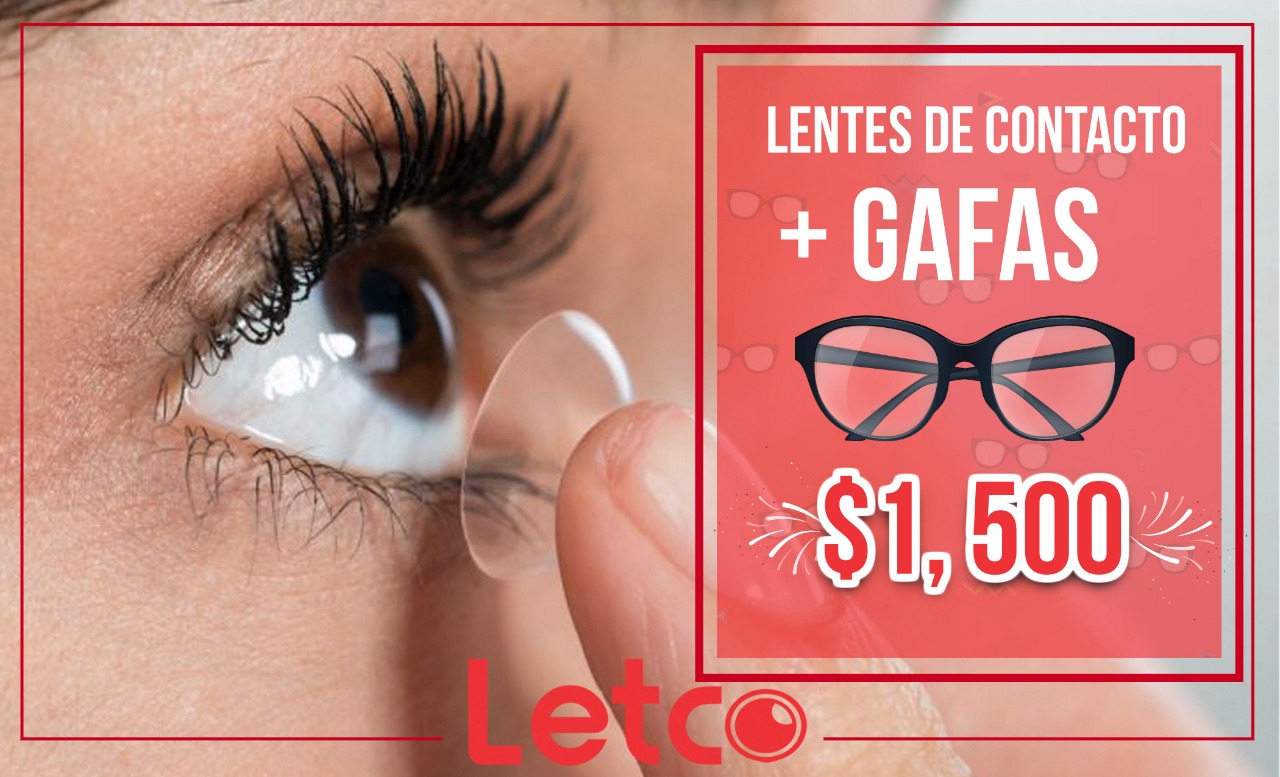 LENTES DE CONTACTO
+ GAFAS
$1, 500
Letco